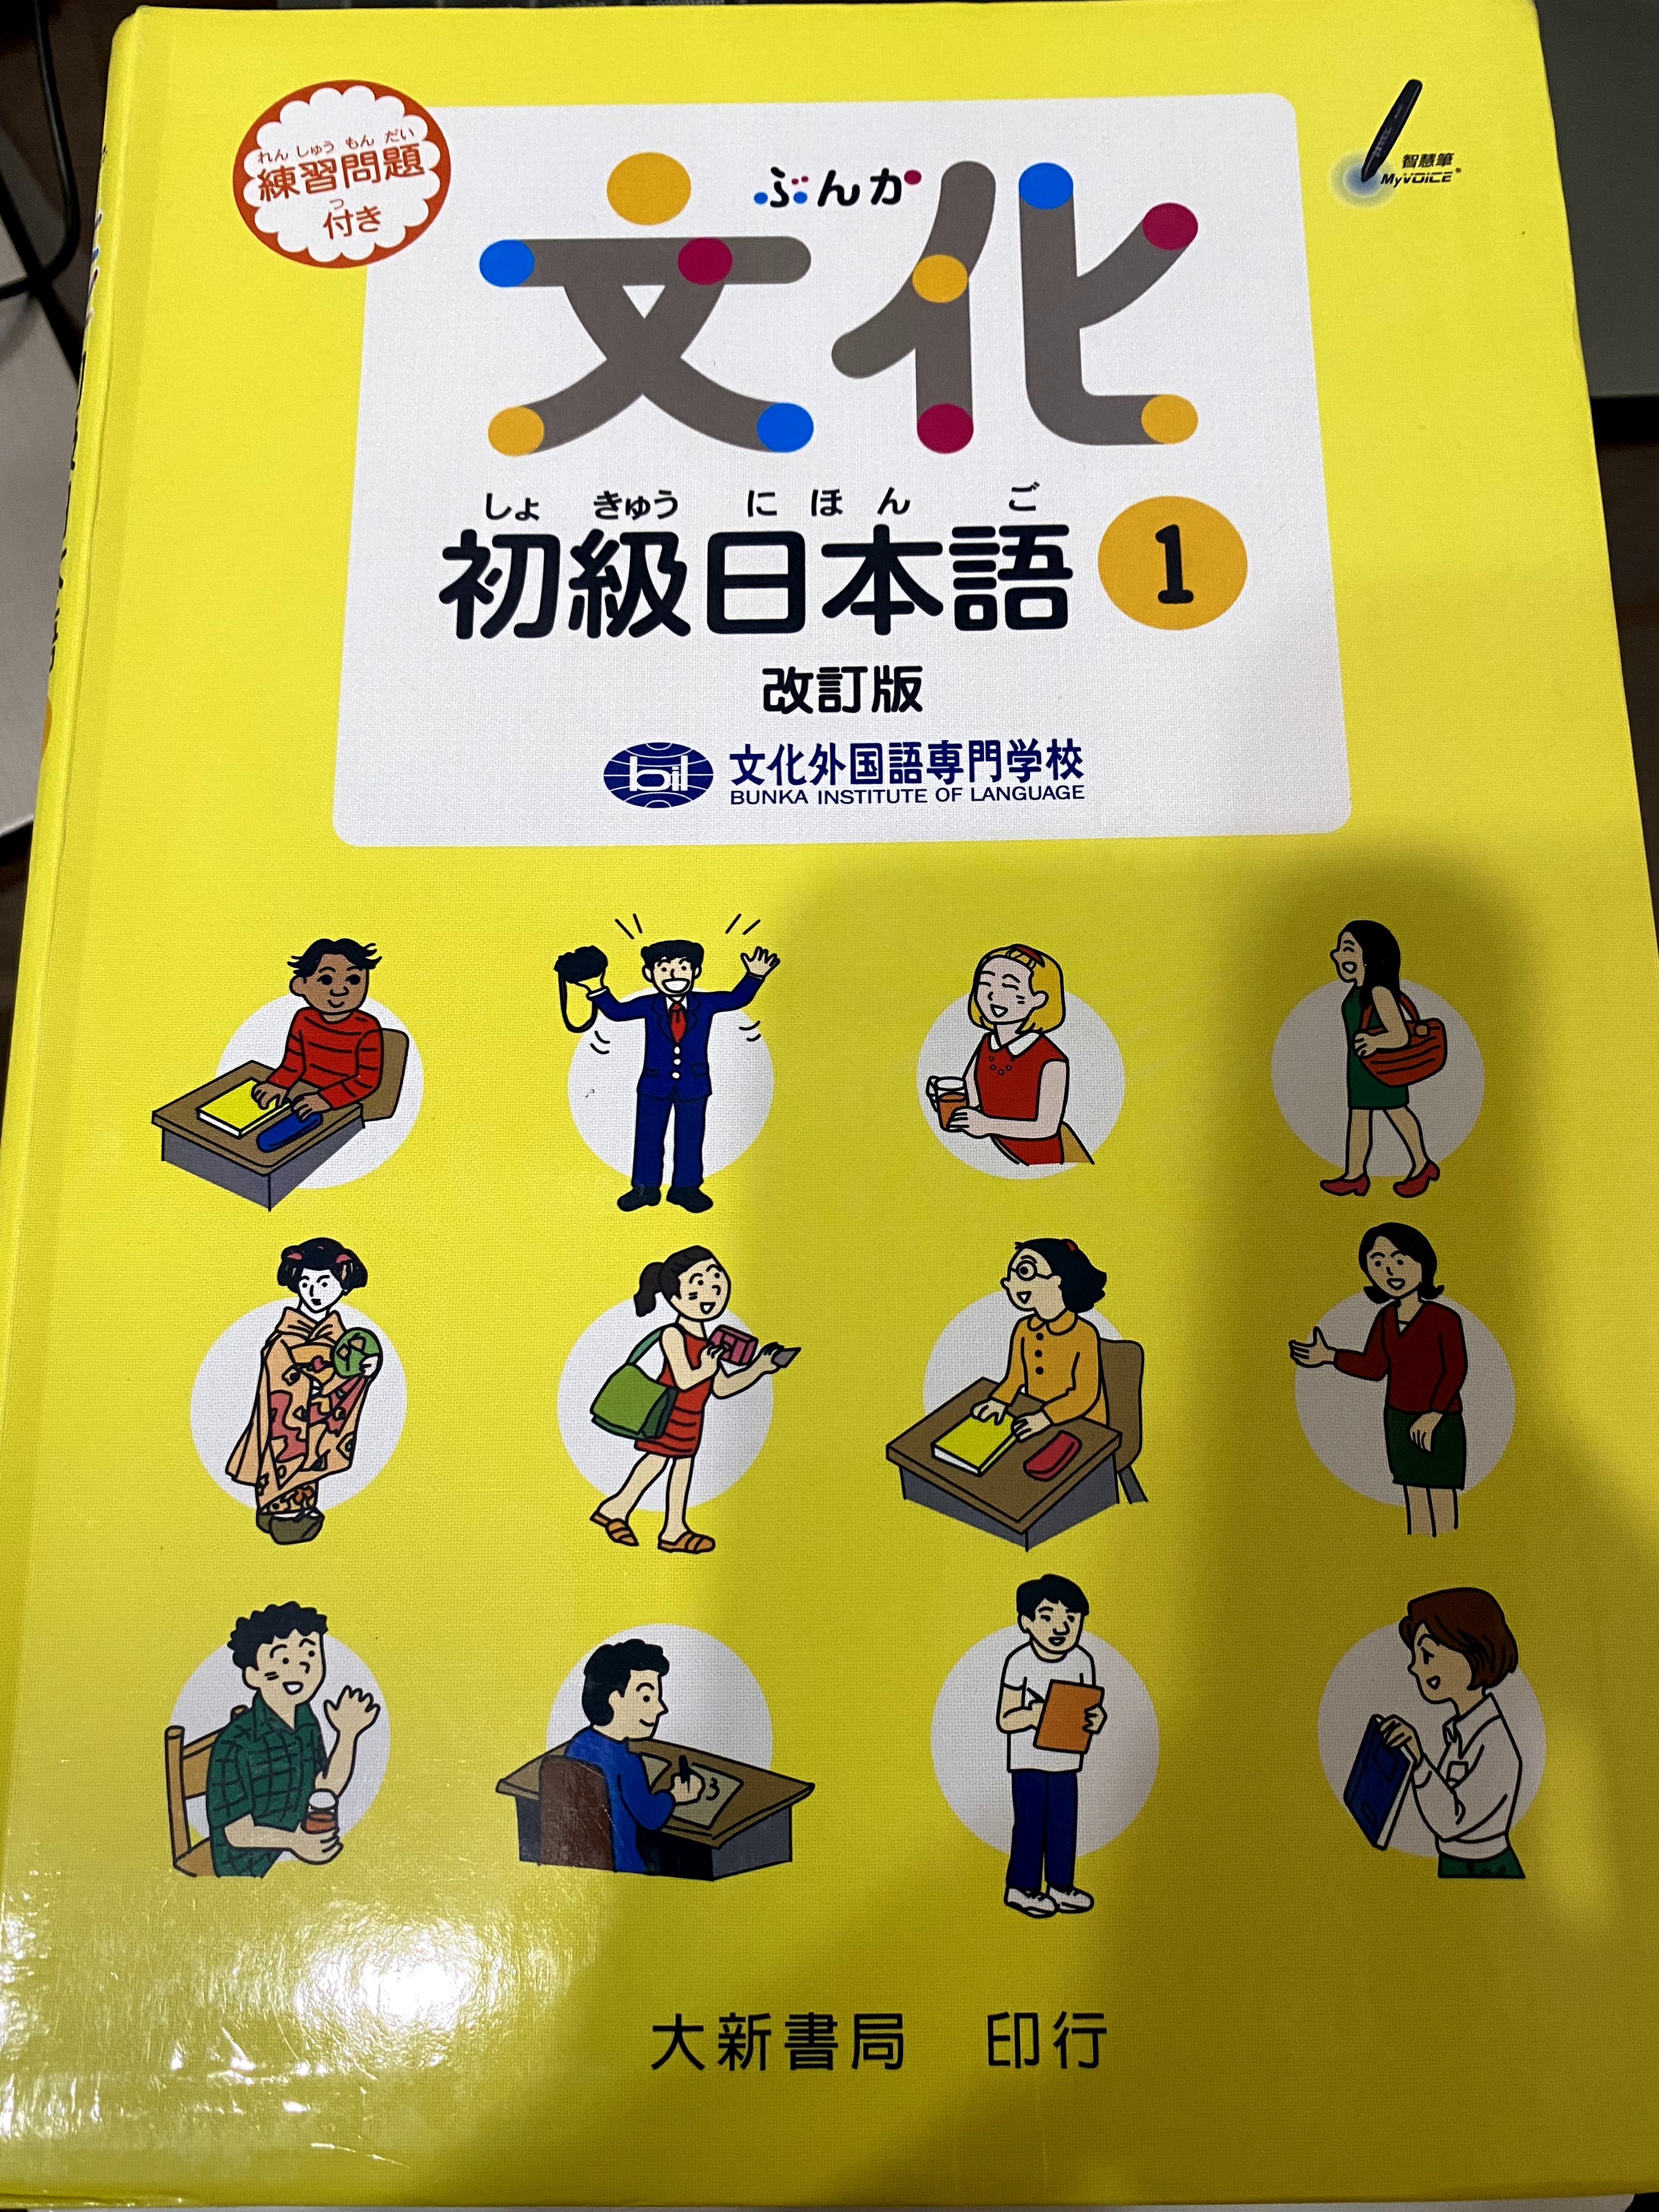 れんしゅうもんだい
練習問題
っ
付き
智慧筆
MyVOICE®
ぶんか
文化
しょ きゅう に ほん ご
初級日本語 1
改訂版
bil 文化外国語専門学校
BUNKA INSTITUTE OF LANGUAGE
3
大新書局 印行